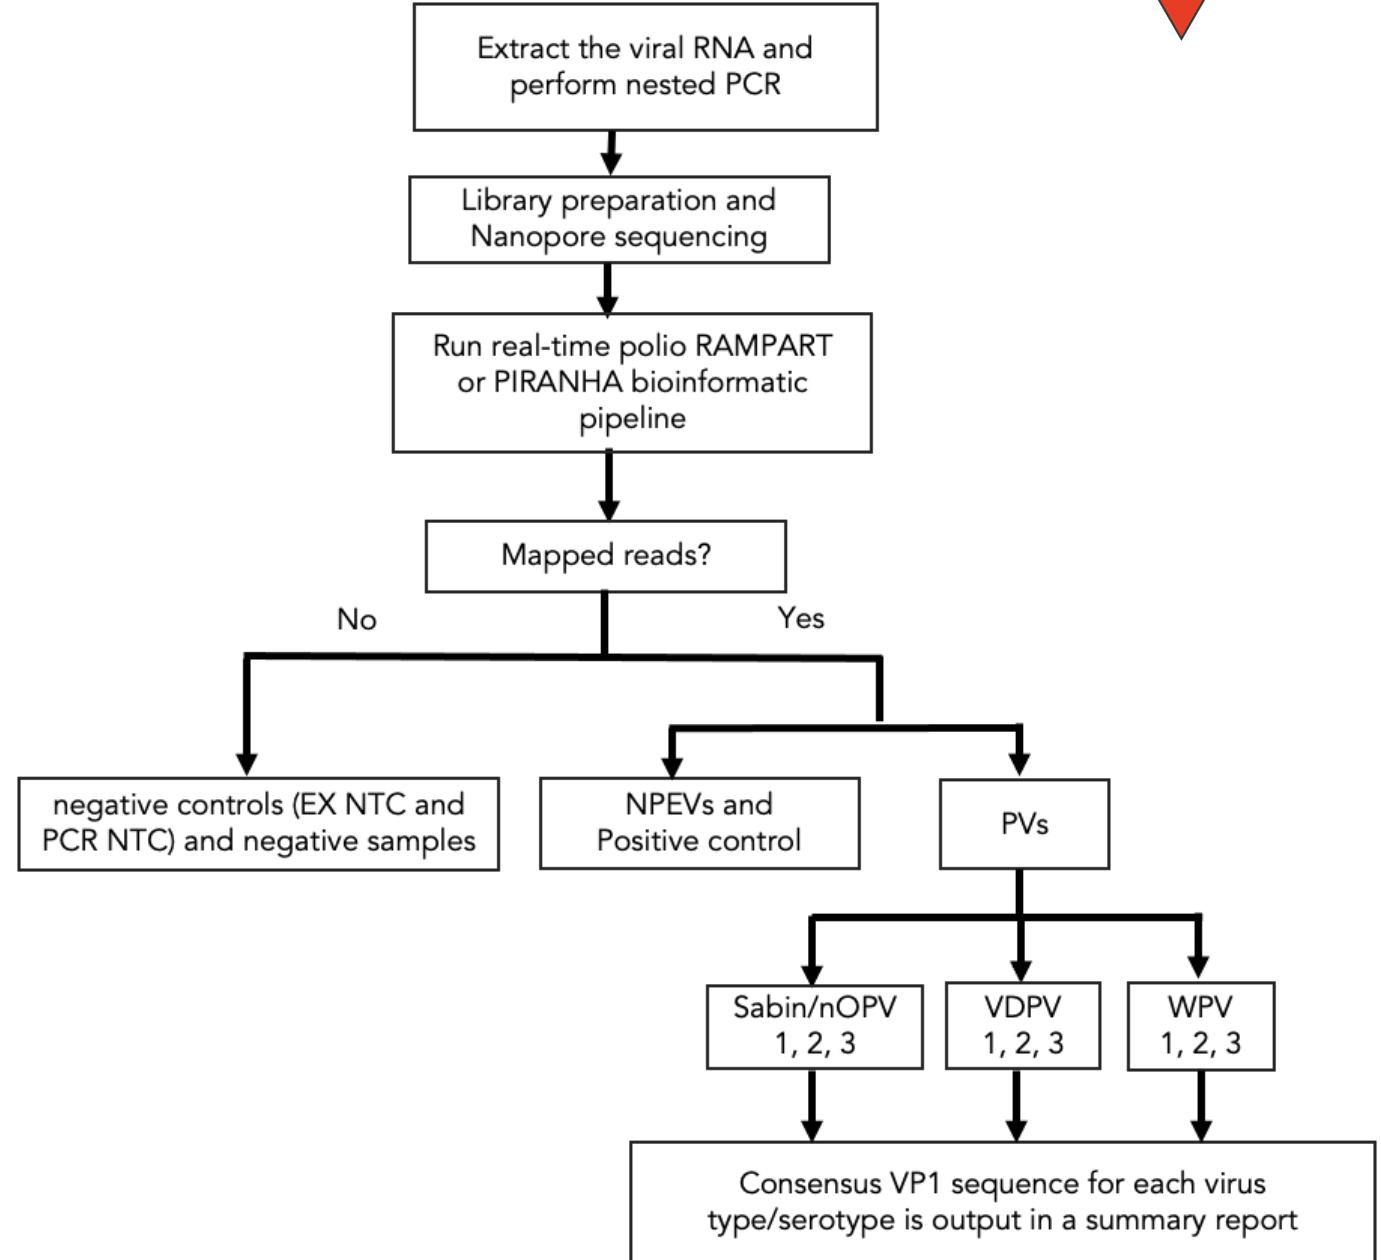 Extract the viral RNA and
perform nested PCR
Library preparation and
Nanopore sequencing
Run real-time polio RAMPART
or PIRANHA bioinformatic
pipeline
Mapped reads?
No
Yes
negative controls (EX NTC and
PCR NTC) and negative samples
NPEVs and
Positive control
PVs
Sabin/nOPV
1, 2, 3
VDPV
1, 2, 3
WPV
1, 2, 3
Consensus VP1 sequence for each virus
type/serotype is output in a summary report